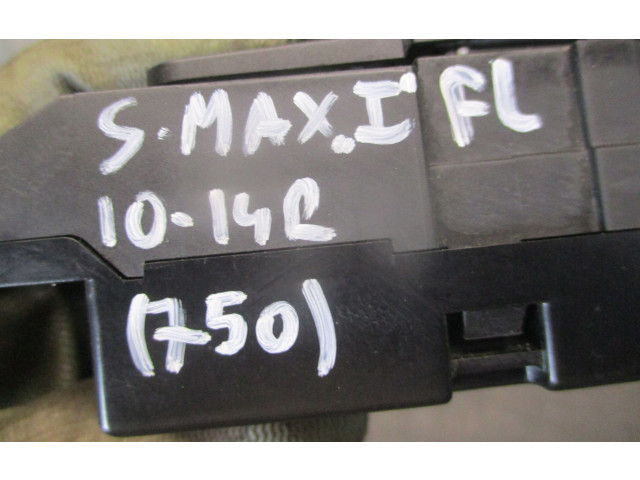 S-MAX.I FL
10-14R
(7-50)